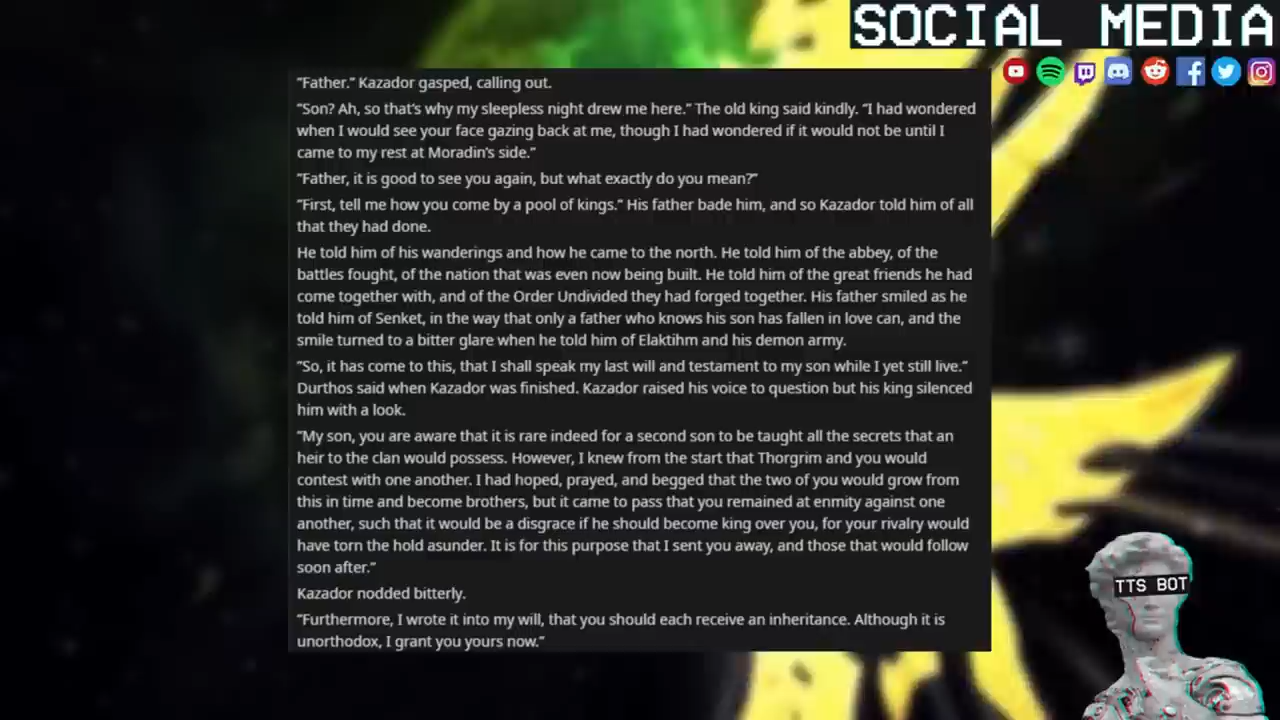 SOCIAL MEDIA
“Father.” Kazador gasped, calling out.
“Son? Ah, so that’s why my sleepless night drew me here.” The old king said kindly. “I had wondered
when I would see your face gazing back at me, though I had wondered if it would not be until I
came to my rest at Moradin’s side.”
“Father, it is good to see you again, but what exactly do you mean?”
“First, tell me how you come by a pool of kings.” His father bade him, and so Kazador told him of all
that they had done.
He told him of his wanderings and how he came to the north. He told him of the abbey, of the
battles fought, of the nation that was even now being built. He told him of the great friends he had
come together with, and of the Order Undivided they had forged together. His father smiled as he
told him of Senket, in the way that only a father who knows his son has fallen in love can, and the
smile turned to a bitter glare when he told him of Elaktihm and his demon army.
“So, it has come to this, that I shall speak my last will and testament to my son while I yet still live.”
Durthos said when Kazador was finished. Kazador raised his voice to question but his king silenced
him with a look.
“My son, you are aware that it is rare indeed for a second son to be taught all the secrets that an
heir to the clan would possess. However, I knew from the start that Thorgrim and you would
contest with one another. I had hoped, prayed, and begged that the two of you would grow from
this in time and become brothers, but it came to pass that you remained at enmity against one
another, such that it would be a disgrace if he should become king over you, for your rivalry would
have torn the hold asunder. It is for this purpose that I sent you away, and those that would follow
soon after.”
Kazador nodded bitterly.
“Furthermore, I wrote it into my will, that you should each receive an inheritance. Although it is
unorthodox, I grant you yours now.”
TTS BOT